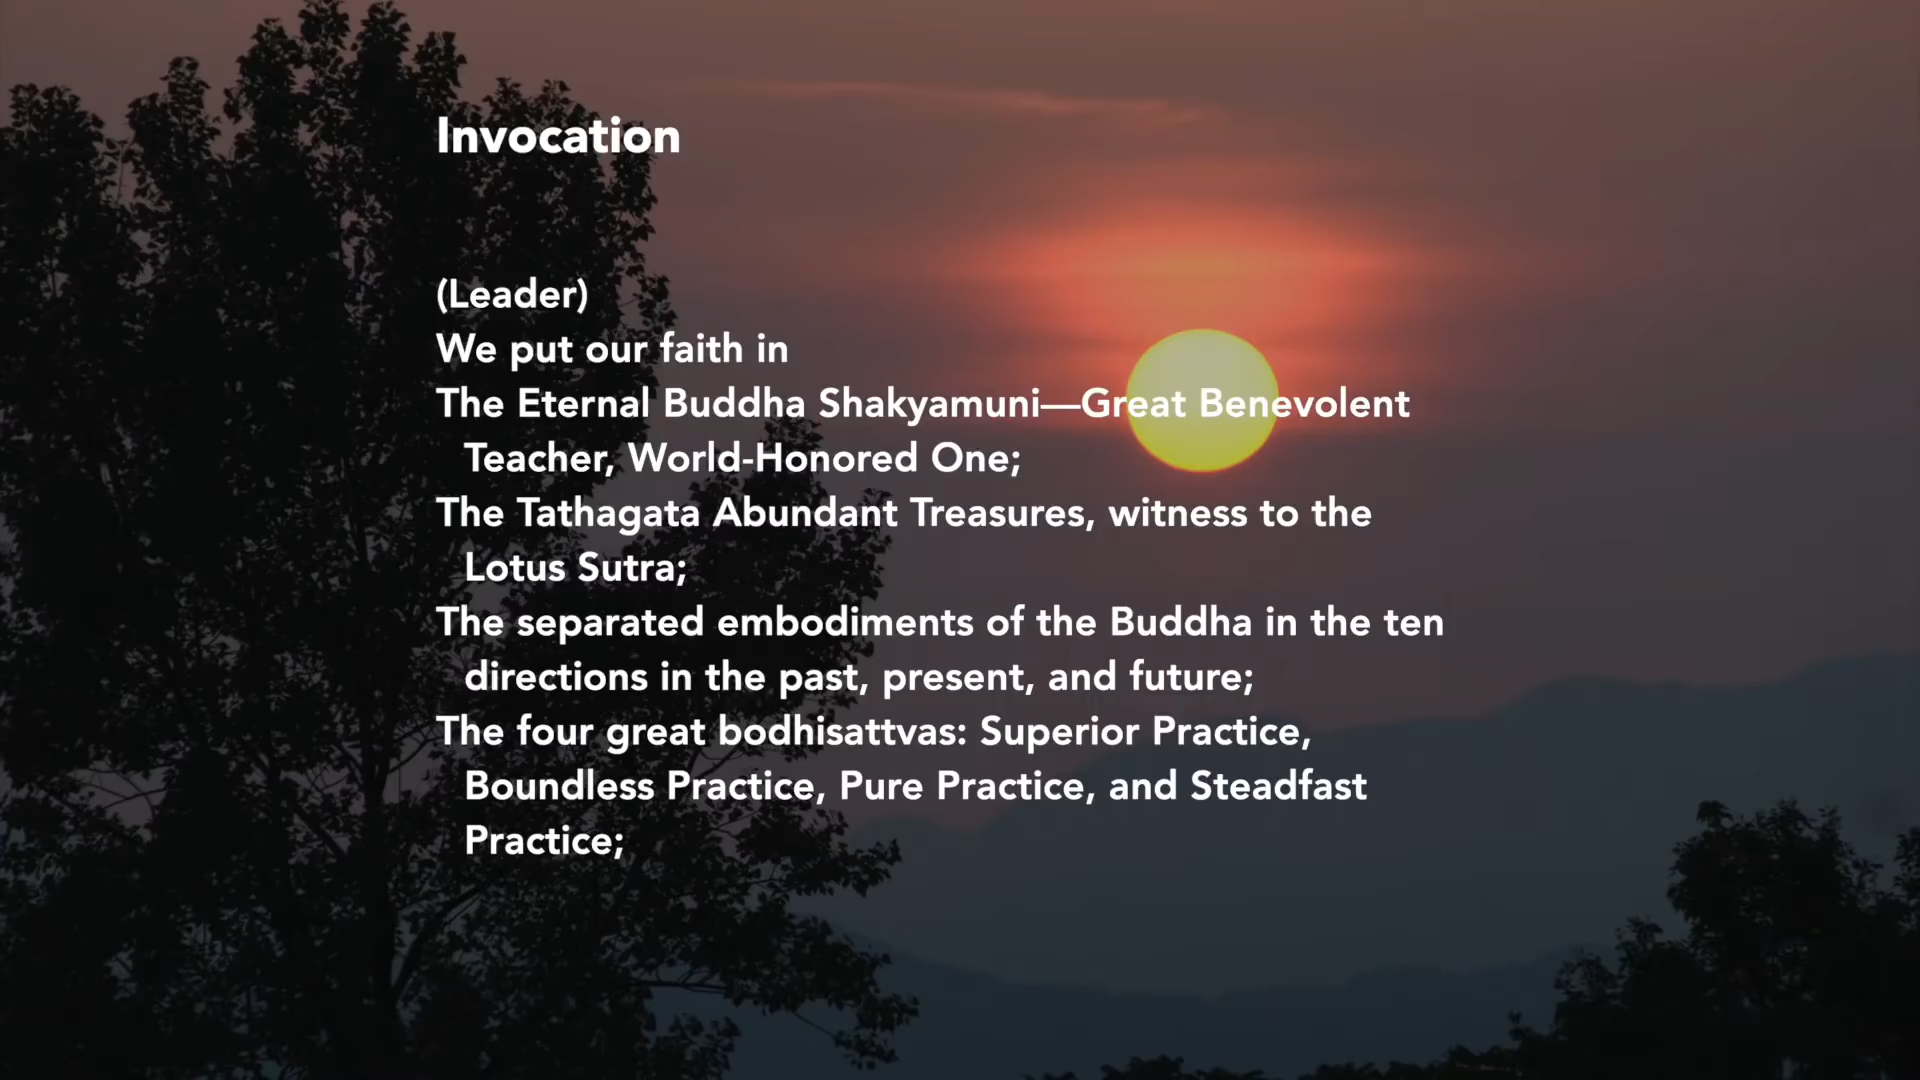 Invocation
(Leader)
We put our faith in
The Eternal Buddha Shakyamuni—Great Benevolent
Teacher, World-Honored One;
The Tathagata Abundant Treasures, witness to the
Lotus Sutra;
The separated embodiments of the Buddha in the ten
directions in the past, present, and future;
The four great bodhisattvas: Superior Practice,
Boundless Practice, Pure Practice, and Steadfast
Practice;